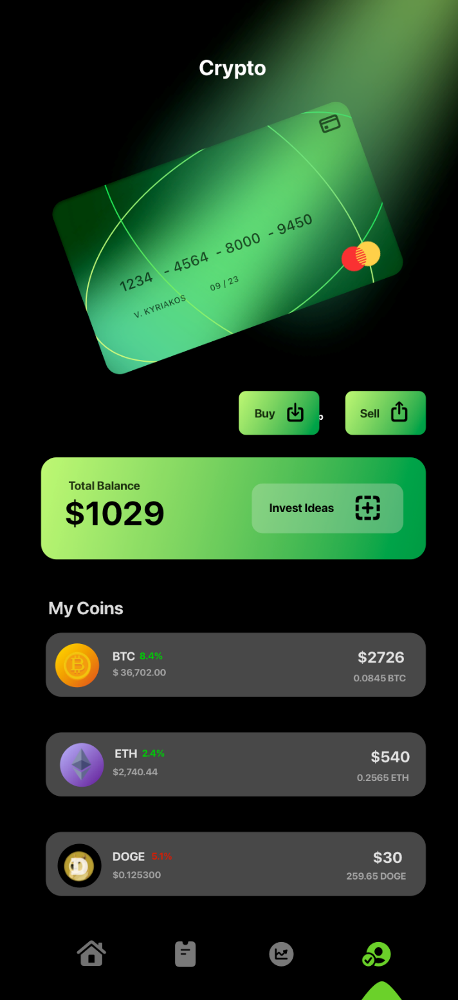 Crypto
1234 - 4564 - 8000 - 9450
V. KYRIAKOS 09 / 23
Buy Sell
Total Balance
$1029
Invest Ideas
My Coins
BTC 8.4% $2726
$ 36,702.00 0.0845 BTC
ETH 2.4% $540
$2,740.44 0.2565 ETH
DOGE 5.1% $30
$0.125300 259.65 DOGE